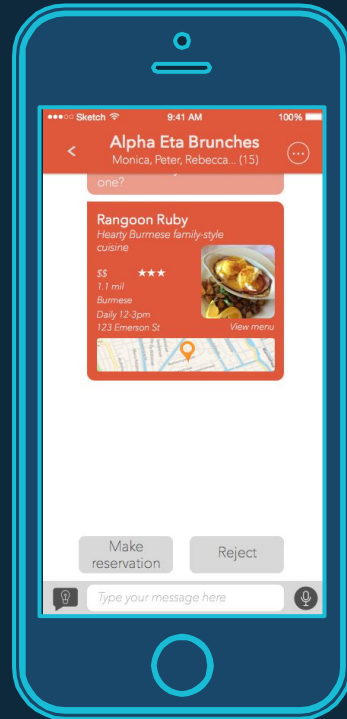 Sketch 9:41 AM 100%
Alpha Eta Brunches
Monica, Peter, Rebecca... (15)
one?
Rangoon Ruby
Hearty Burmese family-style
cuisine
$$ ★★★
1.1 mil
Burmese
Daily 12-3pm
123 Emerson St
View menu
Make
reservation
Reject
Type your message here